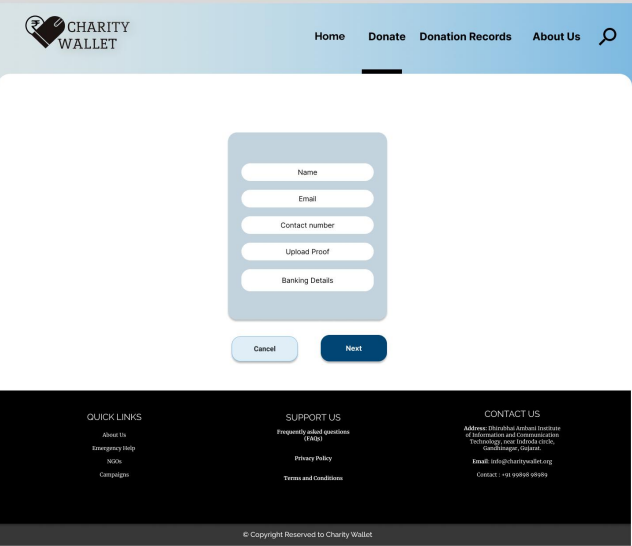 ₹
CHARITY
WALLET
Home
Donate
Donation Records
About Us
Name
Email
Contact number
Upload Proof
Banking Details
Cancel
Next
QUICK LINKS
About Us
Emergency Help
NGOs
Campaigns
SUPPORT US
Frequently asked questions
(FAQs)
Privacy Policy
Terms and Conditions
CONTACT US
Address: Dhirubhai Ambani Institute
of Information and Communication
Technology, near Indroda circle,
Gandhinagar, Gujarat.
Email: info@charitywallet.org
Contact : +91 99898 98989
© Copyright Reserved to Charity Wallet